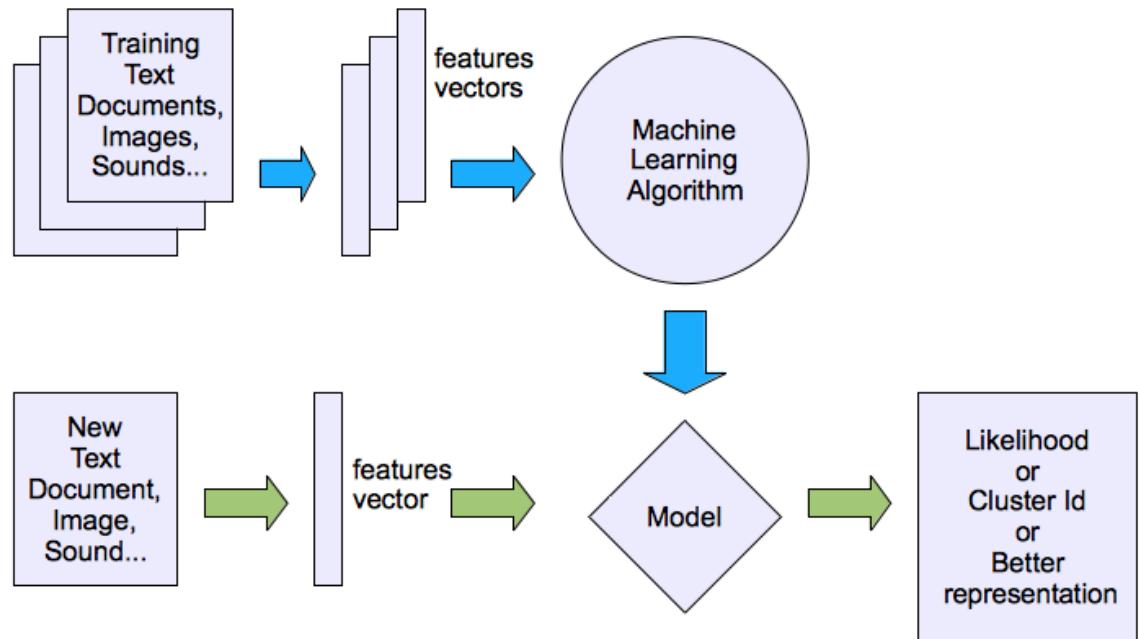 Training
Text
Documents,
Images,
Sounds...
features
vectors
Machine
Learning
Algorithm
New
Text
Document,
Image,
Sound...
features
vector
Model
Likelihood
or
Cluster Id
or
Better
representation